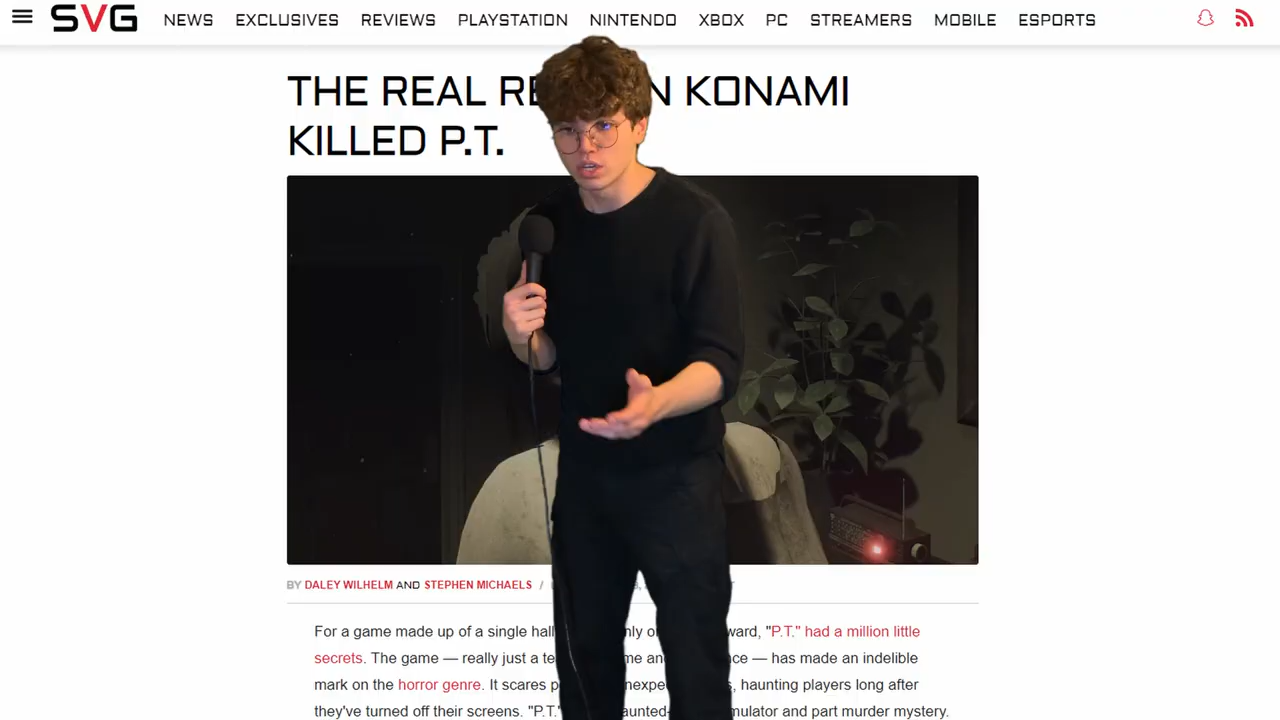 SVG NEWS EXCLUSIVES REVIEWS PLAYSTATION NINTENDO XBOX PC STREAMERS MOBILE ESPORTS
THE REAL RE N KONAMI
KILLED P.T.
BY DALEY WILHELM AND STEPHEN MICHAELS /
For a game made up of a single hall ward, "P.T." had a million little
secrets. The game — really just a te me an ce — has made an indelible
mark on the horror genre. It scares p nexpe , haunting players long after
they've turned off their screens. "P.T." aunted- mulator and part murder mystery.